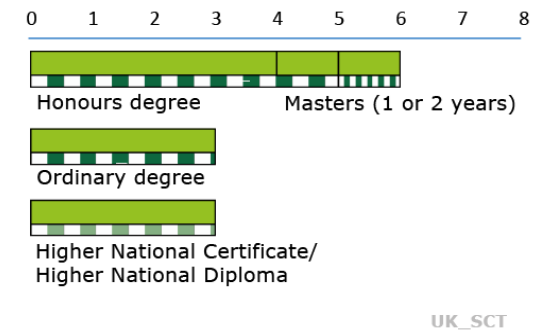 0 1 2 3 4 5 6 7 8
Honours degree Masters (1 or 2 years)
Ordinary degree
Higher National Certificate/
Higher National Diploma
UK_SCT